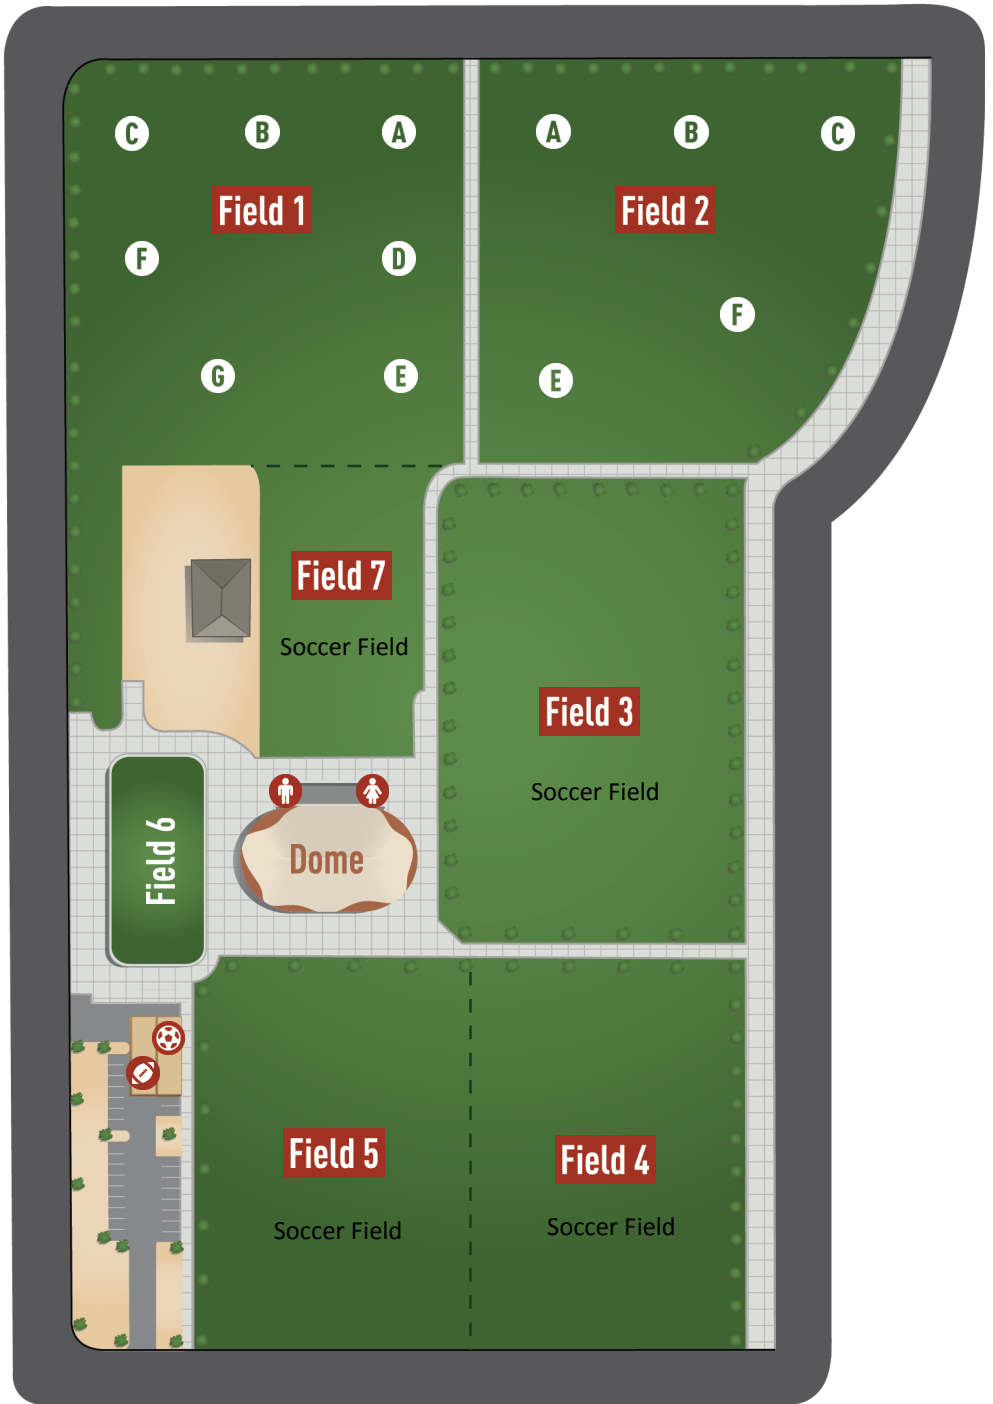 C B A
A B C
Field 1
Field 2
F D
F
G E
E
Field 7
Soccer Field
Field 3
Soccer Field
Field 6
Dome
Field 5
Soccer Field
Field 4
Soccer Field